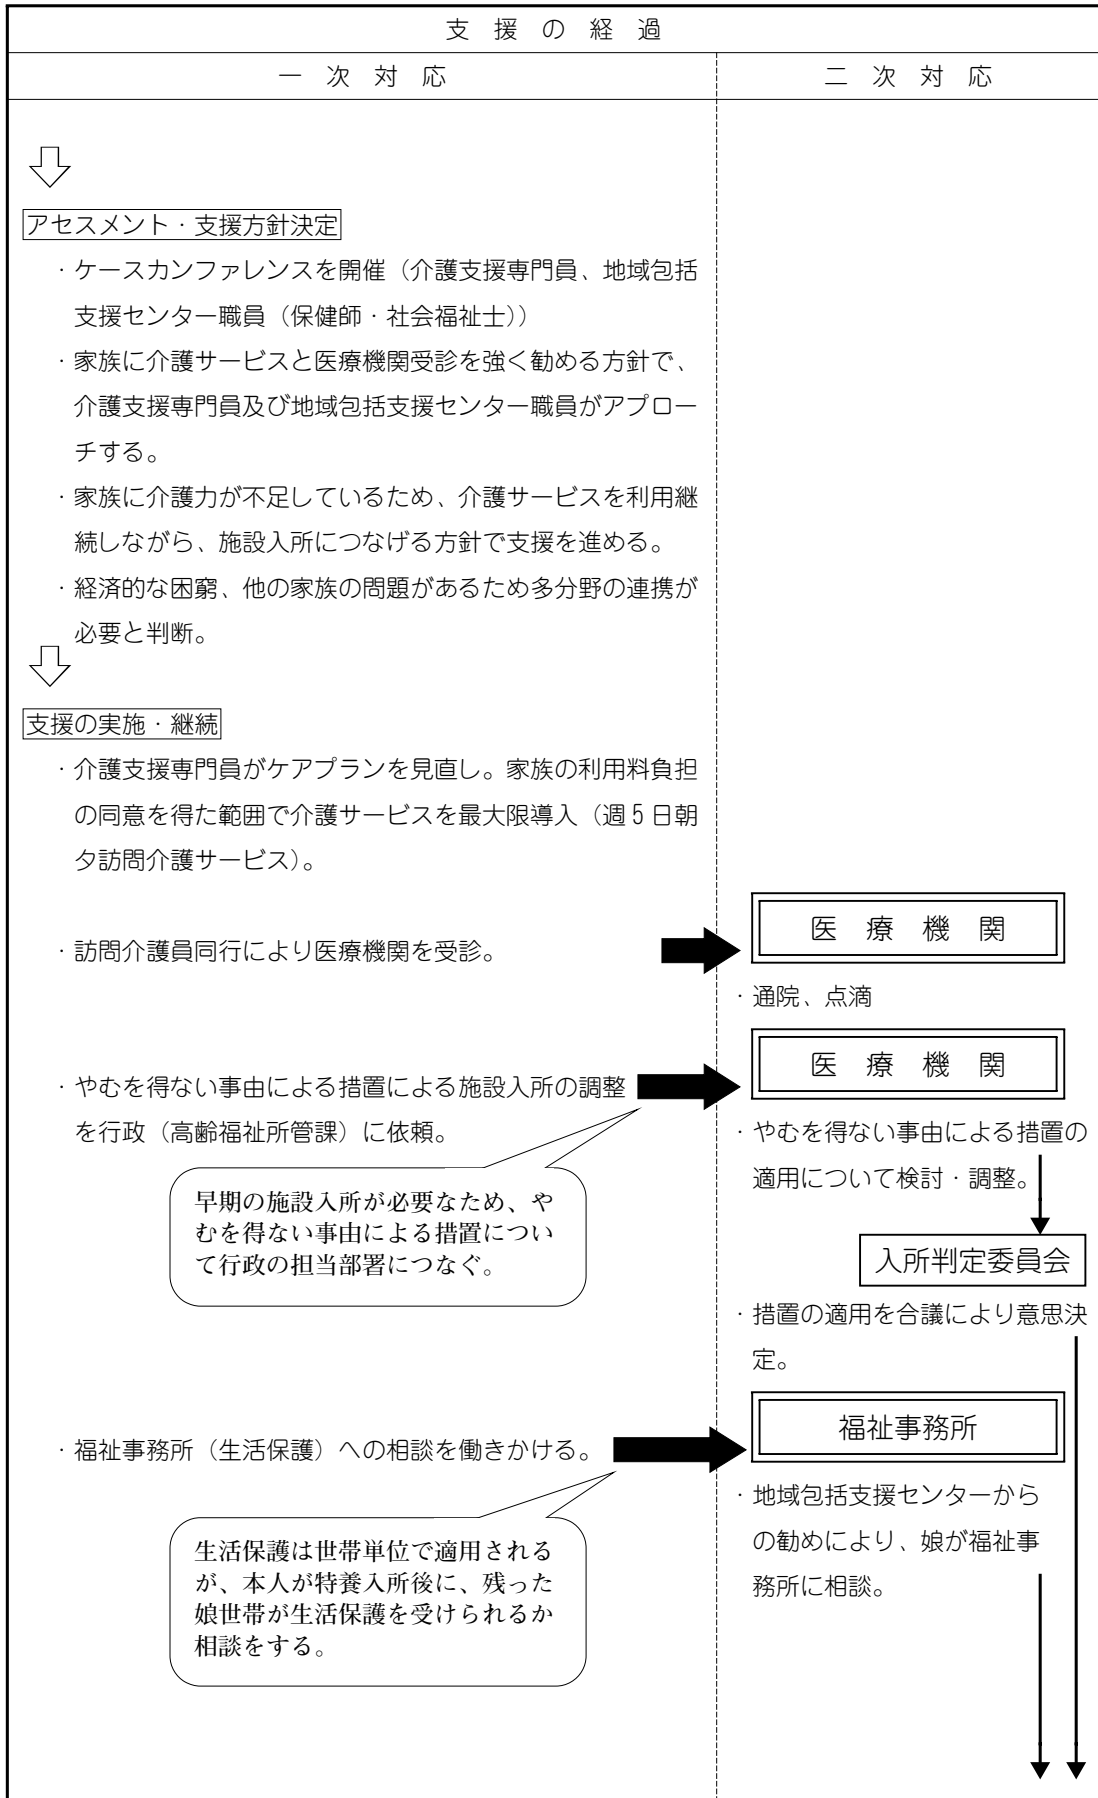 支援の経過
一次対応
二次対応
アセスメント・支援方針決定
・ケースカンファレンスを開催（介護支援専門員、地域包括
支援センター職員（保健師・社会福祉士））
・家族に介護サービスと医療機関受診を強く勧める方針で、
介護支援専門員及び地域包括支援センター職員がアプロー
チする。
・家族に介護力が不足しているため、介護サービスを利用継
続しながら、施設入所につなげる方針で支援を進める。
・経済的な困窮、他の家族の問題があるため多分野の連携が
必要と判断。
支援の実施・継続
・介護支援専門員がケアプランを見直し。家族の利用料負担
の同意を得た範囲で介護サービスを最大限導入（週５日朝
夕訪問介護サービス）。
・訪問介護員同行により医療機関を受診。
医療機関
・通院、点滴
・やむを得ない事由による措置による施設入所の調整
を行政（高齢福祉所管課）に依頼。
医療機関
・やむを得ない事由による措置の
適用について検討・調整。
早期の施設入所が必要なため、や
むを得ない事由による措置につい
て行政の担当部署につなぐ。
入所判定委員会
・措置の適用を合議により意思決
定。
・福祉事務所（生活保護）への相談を働きかける。
福祉事務所
・地域包括支援センターから
の勧めにより、娘が福祉事
務所に相談。
生活保護は世帯単位で適用される
が、本人が特養入所後に、残った
娘世帯が生活保護を受けられるか
相談をする。